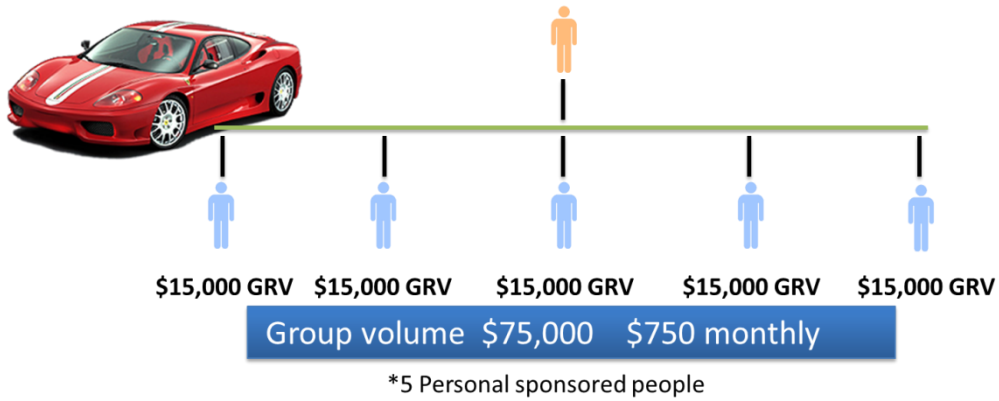 $15,000 GRV $15,000 GRV $15,000 GRV $15,000 GRV $15,000 GRV
Group volume $75,000 $750 monthly
*5 Personal sponsored people